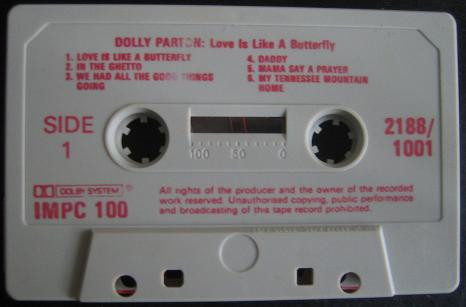 DOLLY PARTON: Love Is Like A Butterfly
1. LOVE IS LIKE A BUTTERFLY
2. IN THE GHETTO
3. WE HAD ALL THE GOOD THINGS
GOING
4. DADDY
5. MAMA SAY A PRAYER
6. MY TENNESSEE MOUNTAIN
HOME
SIDE
1
100 50 0
2188/
1001
DOLBY SYSTEM ®
IMPC 100
All rights of the producer and the owner of the recorded
work reserved. Unauthorised copying, public performance
and broadcasting of this tape record prohibited.